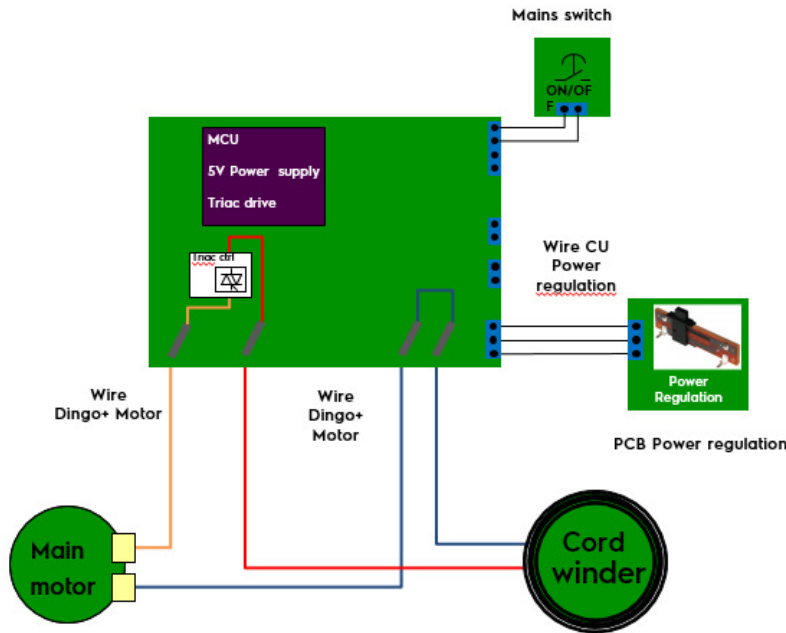 Mains switch
ON/OF
F
MCU
5V Power supply
Triac drive
Triac ctrl
Wire CU
Power
regulation
Power
Regulation
PCB Power regulation
Wire
Dingo+ Motor
Wire
Dingo+
Motor
Main
motor
Cord
winder